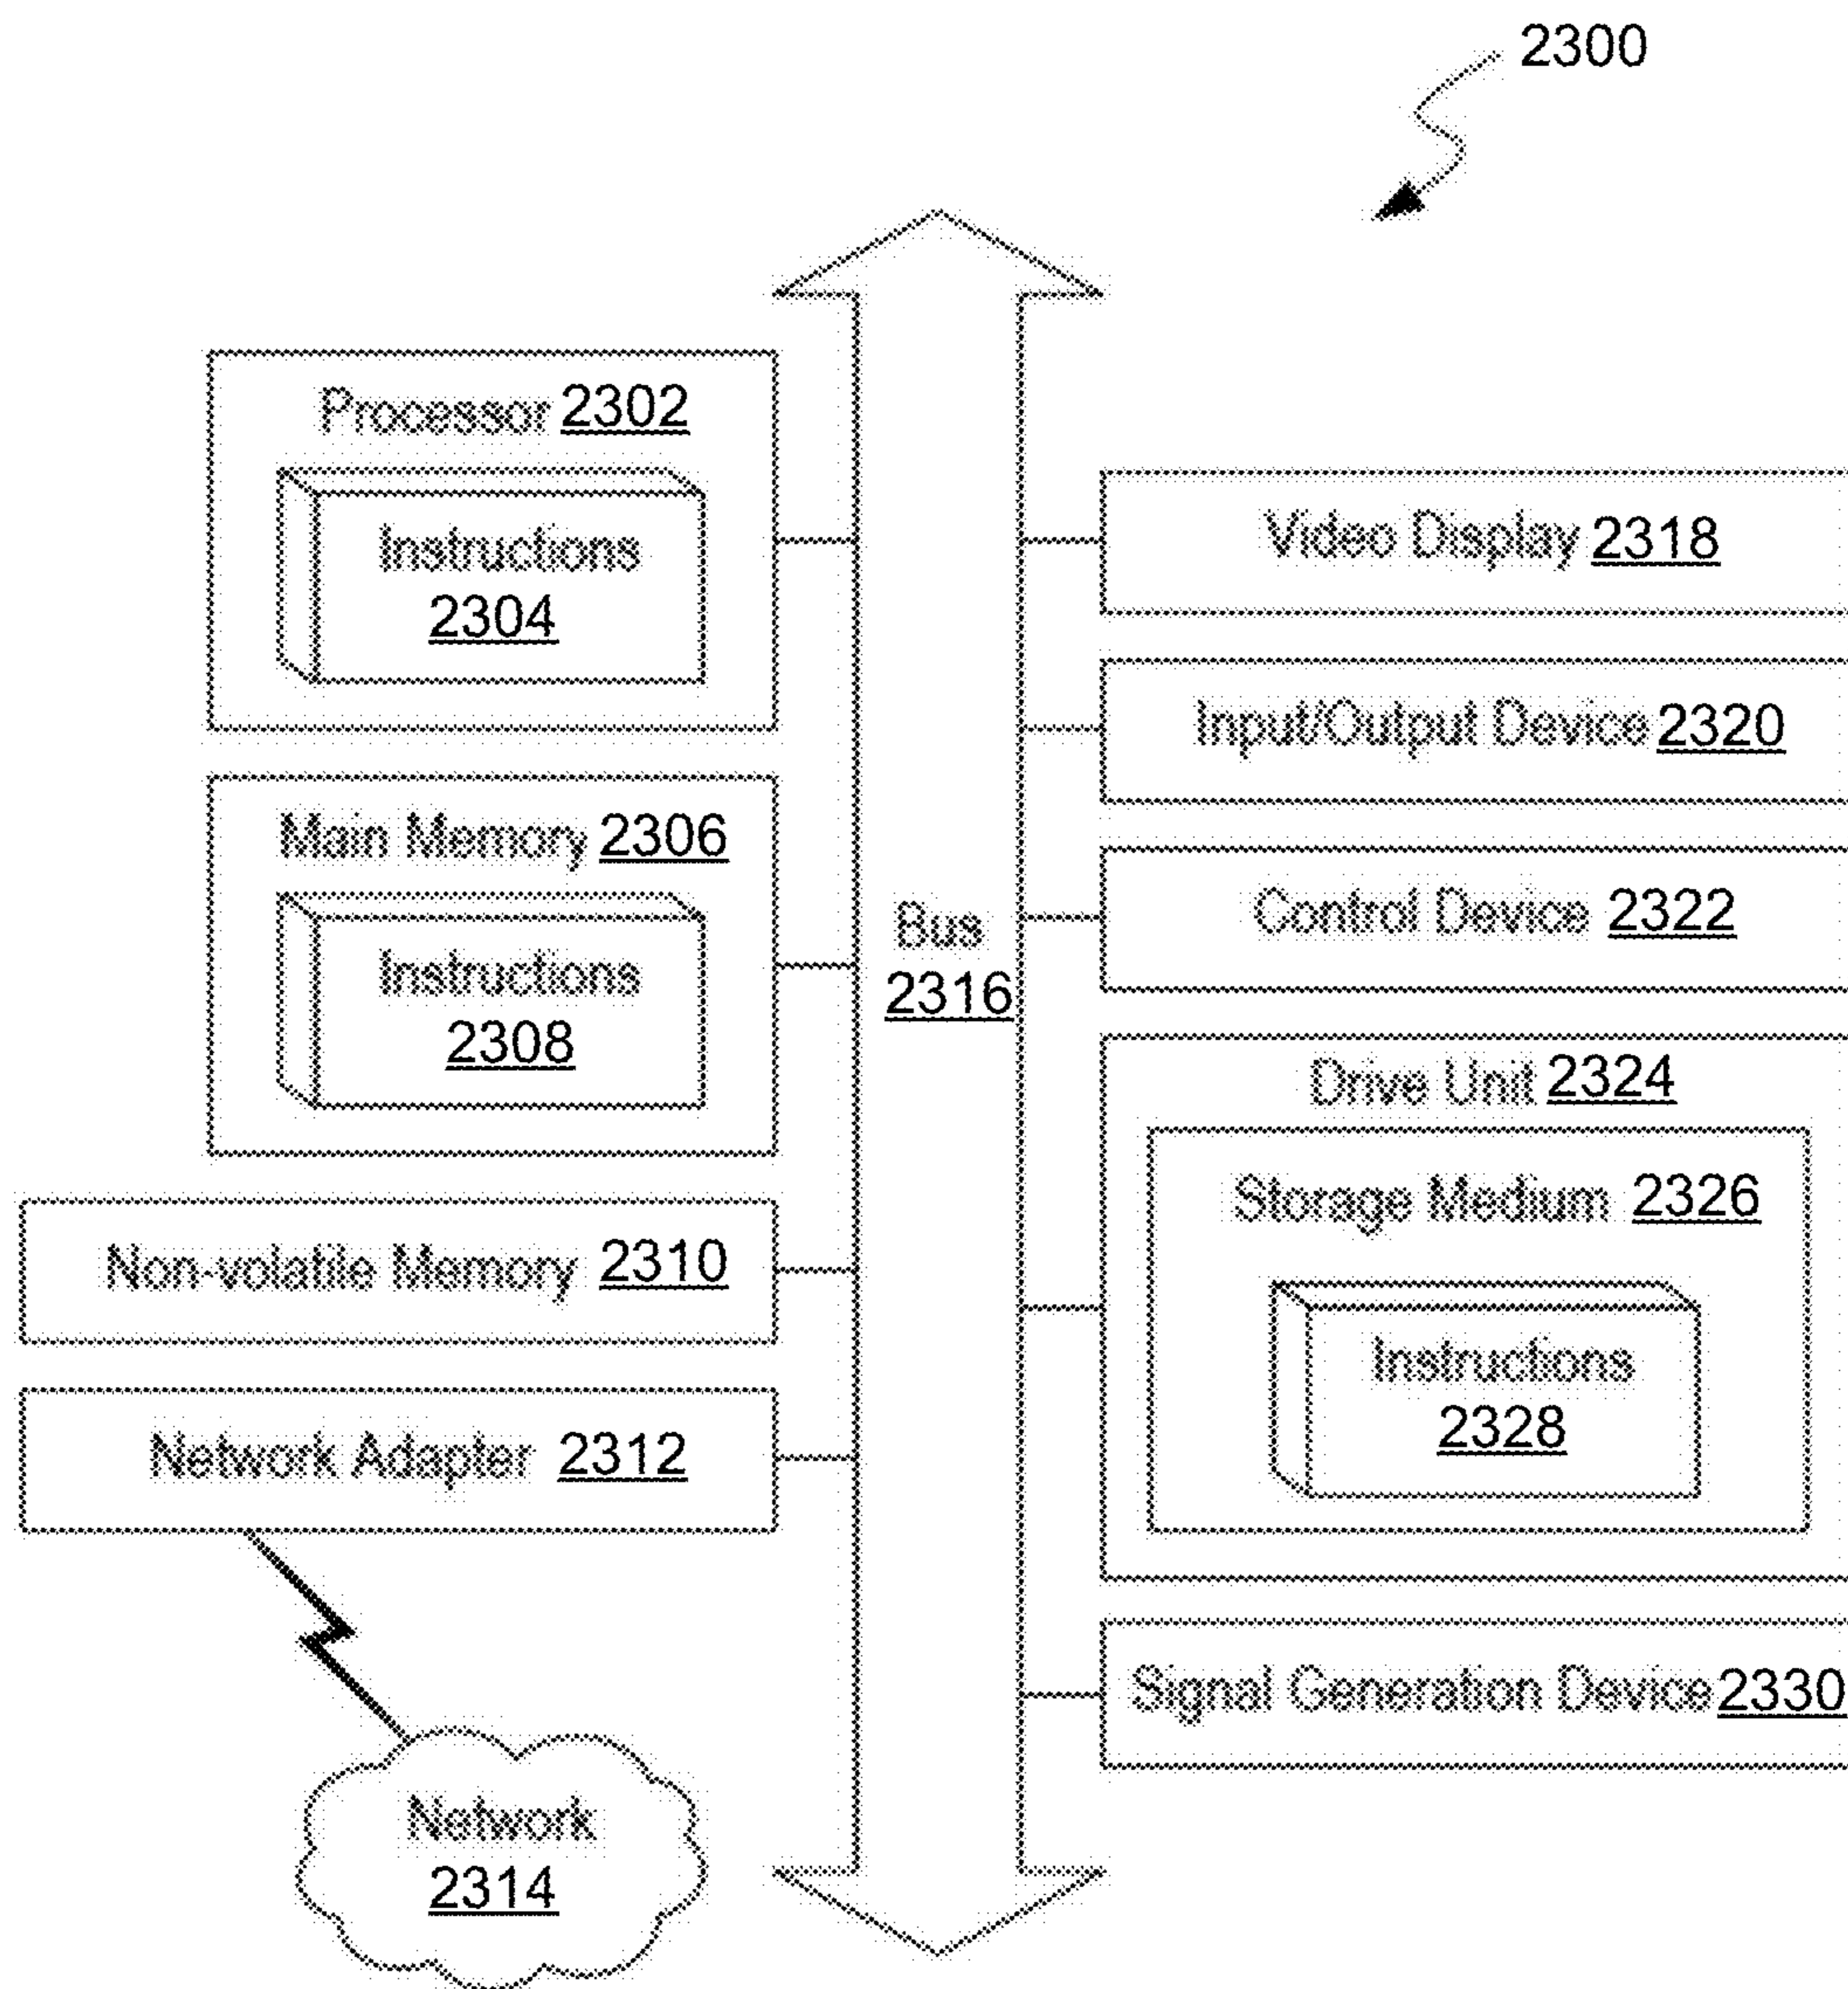 2300
Processor 2302
Instructions
2304
Main Memory 2306
Instructions
2308
Non-volatile Memory 2310
Network Adapter 2312
Network
2314
Bus
2316
Video Display 2318
Input/Output Device 2320
Control Device 2322
Drive Unit 2324
Storage Medium 2326
Instructions
2328
Signal Generation Device 2330